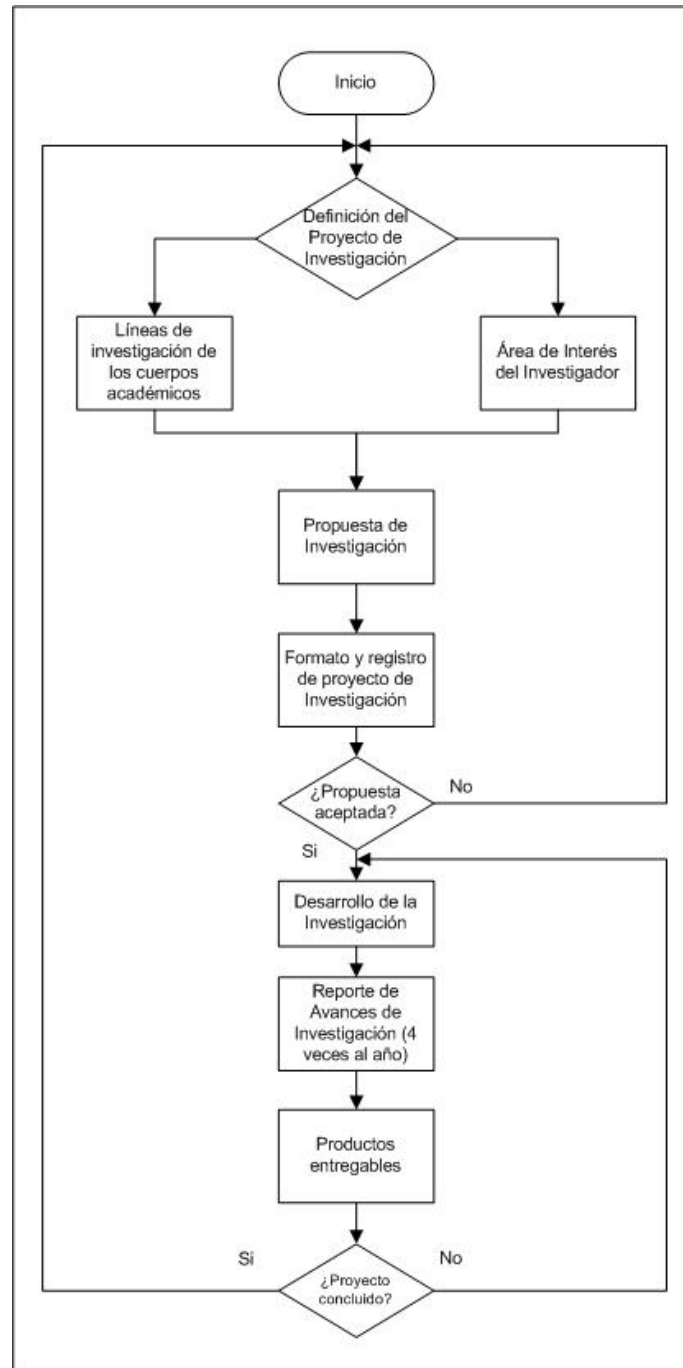 Inicio
Definición del
Proyecto de
Investigación
Líneas de
investigación de
los cuerpos
académicos
Área de Interés
del Investigador
Propuesta de
Investigación
Formato y registro
de proyecto de
Investigación
¿Propuesta
aceptada?
No
Si
Desarrollo de la
Investigación
Reporte de
Avances de
Investigación (4
veces al año)
Productos
entregables
Si
No
¿Proyecto
concluido?